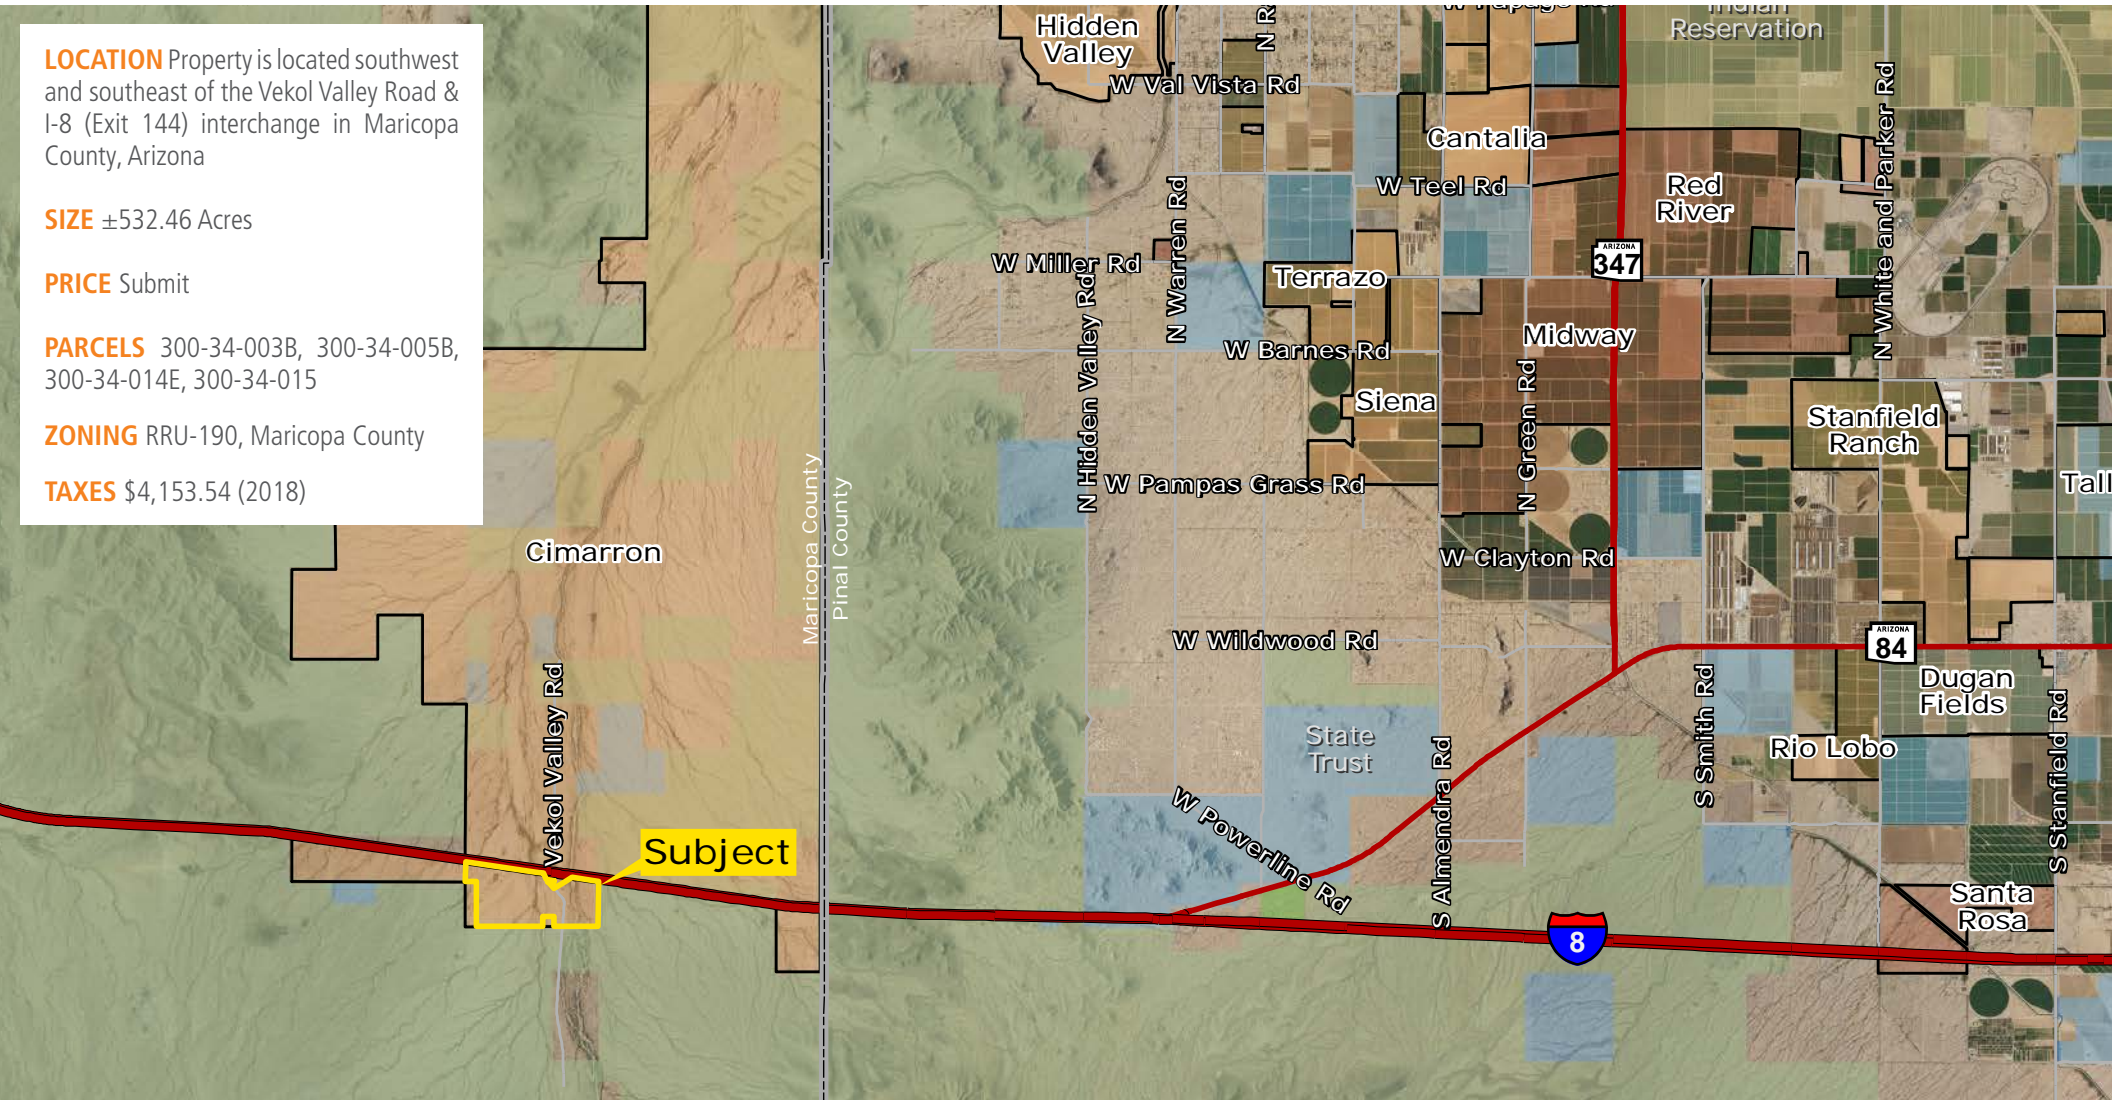 LOCATION Property is located southwest
and southeast of the Vekol Valley Road &
I-8 (Exit 144) interchange in Maricopa
County, Arizona
SIZE ±532.46 Acres
PRICE Submit
PARCELS 300-34-003B, 300-34-005B,
300-34-014E, 300-34-015
ZONING RRU-190, Maricopa County
TAXES $4,153.54 (2018)
Hidden
Valley
N R
W Papago Rd
Indian
Reservation
W Val Vista Rd
Cantalia
W Teel Rd
Red
River
N White and Parker Rd
N Warren Rd
W Miller Rd
ARIZONA
347
Terrazo
N Hidden Valley Rd
Midway
W Barnes Rd
Siena
N Green Rd
Stanfield
Ranch
W Pampas Grass Rd
Tall
Maricopa County
Pinal County
Cimarron
W Clayton Rd
W Wildwood Rd
ARIZONA
84
Dugan
Fields
Vekol Valley Rd
State
Trust
S Almendra Rd
S Smith Rd
Rio Lobo
S Stanfield Rd
W Powerline Rd
Subject
Santa
Rosa
8